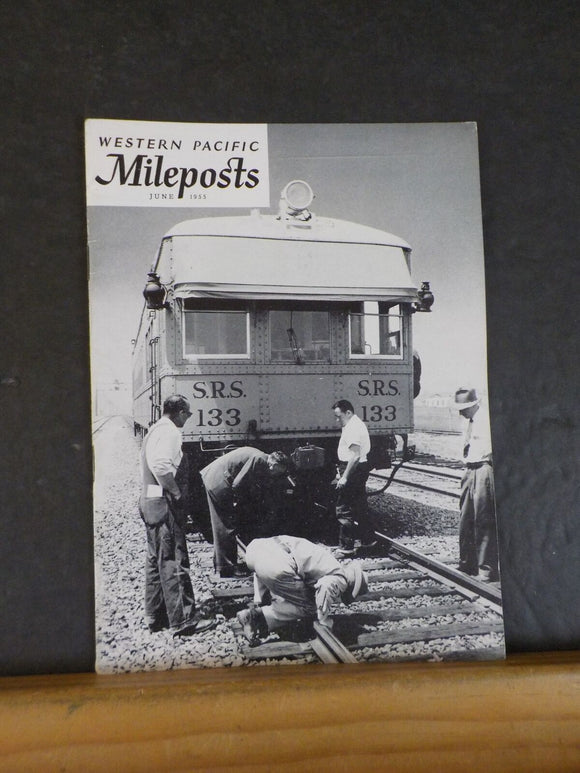 WESTERN PACIFIC
Mileposts
JUNE 1955
S.R.S. S.R.S.
133 133